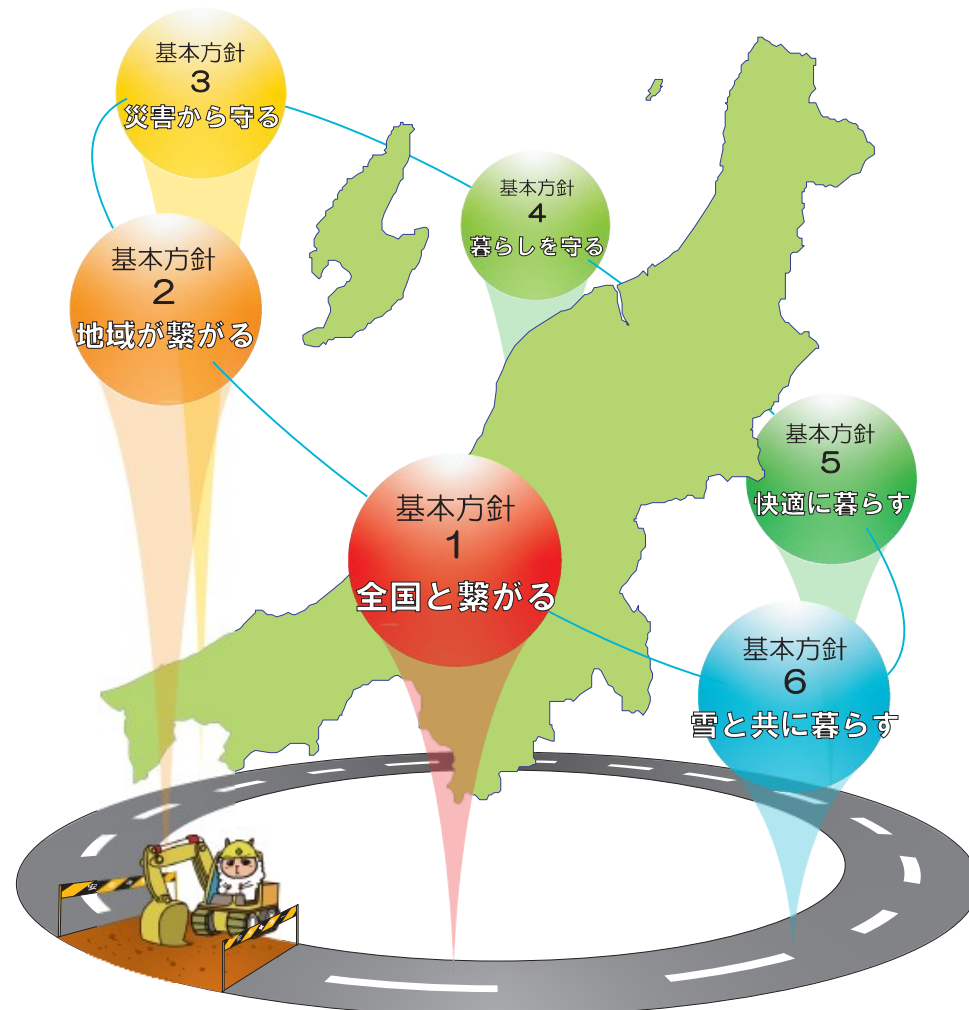 基本方針
1
全国と繋がる
基本方針
2
地域が繋がる
基本方針
3
災害から守る
基本方針
4
暮らしを守る
基本方針
5
快適に暮らす
基本方針
6
雪と共に暮らす